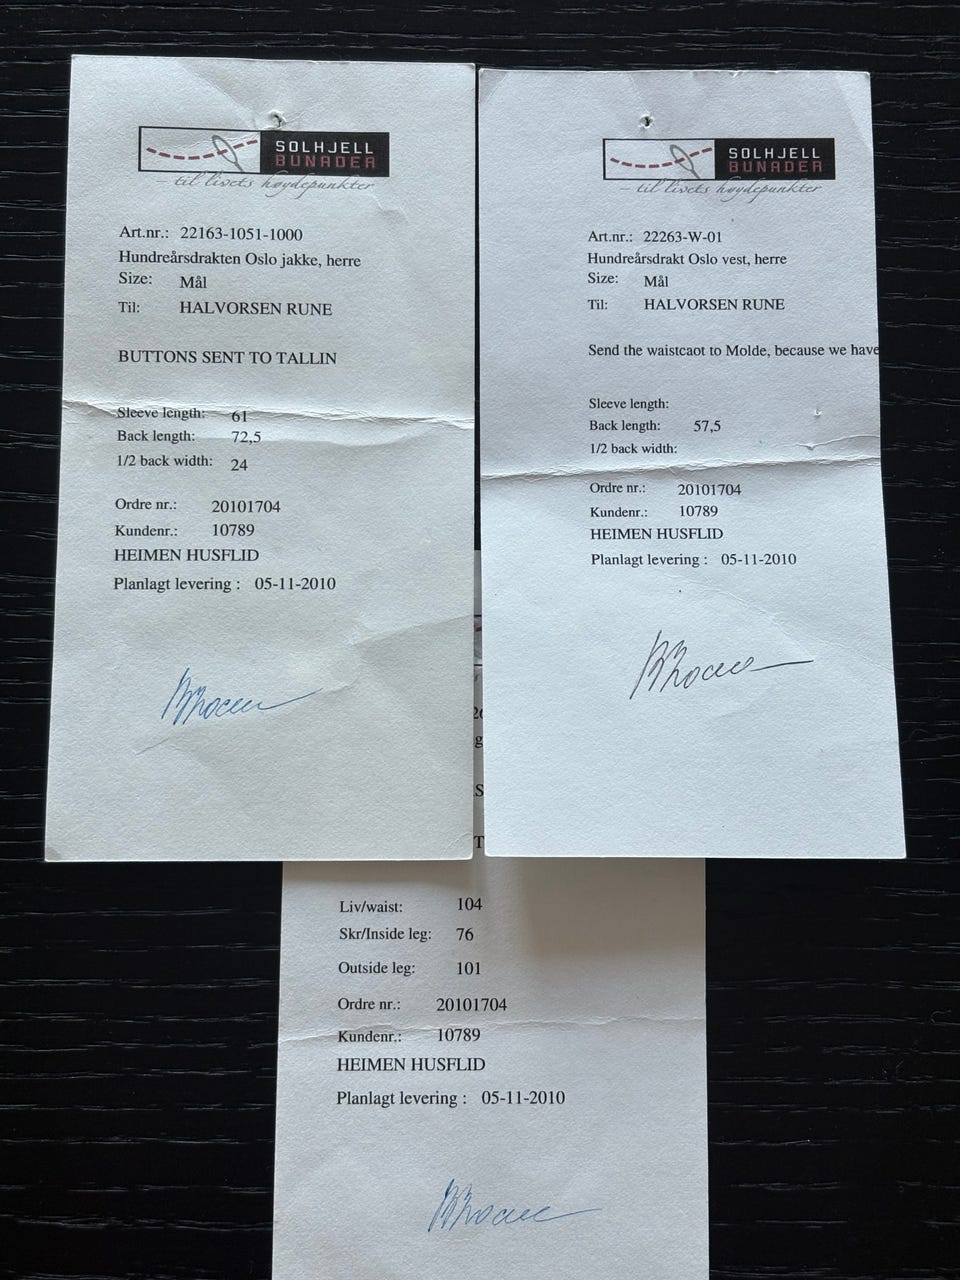 SOLHJELL
BUNADER
– til livets høydepunkter
Art.nr.: 22163-1051-1000
Hundreårsdrakten Oslo jakke, herre
Size: Mål
Til: HALVORSEN RUNE
BUTTONS SENT TO TALLIN
Sleeve length: 61
Back length: 72,5
1/2 back width: 24
Ordre nr.: 20101704
Kundenr.: 10789
HEIMEN HUSFLID
Planlagt levering : 05-11-2010
SOLHJELL
BUNADER
– til livets høydepunkter
Art.nr.: 22263-W-01
Hundreårsdrakt Oslo vest, herre
Size: Mål
Til: HALVORSEN RUNE
Send the waistcaot to Molde, because we have
Sleeve length:
Back length: 57,5
1/2 back width:
Ordre nr.: 20101704
Kundenr.: 10789
HEIMEN HUSFLID
Planlagt levering : 05-11-2010
Liv/waist: 104
Skr/Inside leg: 76
Outside leg: 101
Ordre nr.: 20101704
Kundenr.: 10789
HEIMEN HUSFLID
Planlagt levering : 05-11-2010